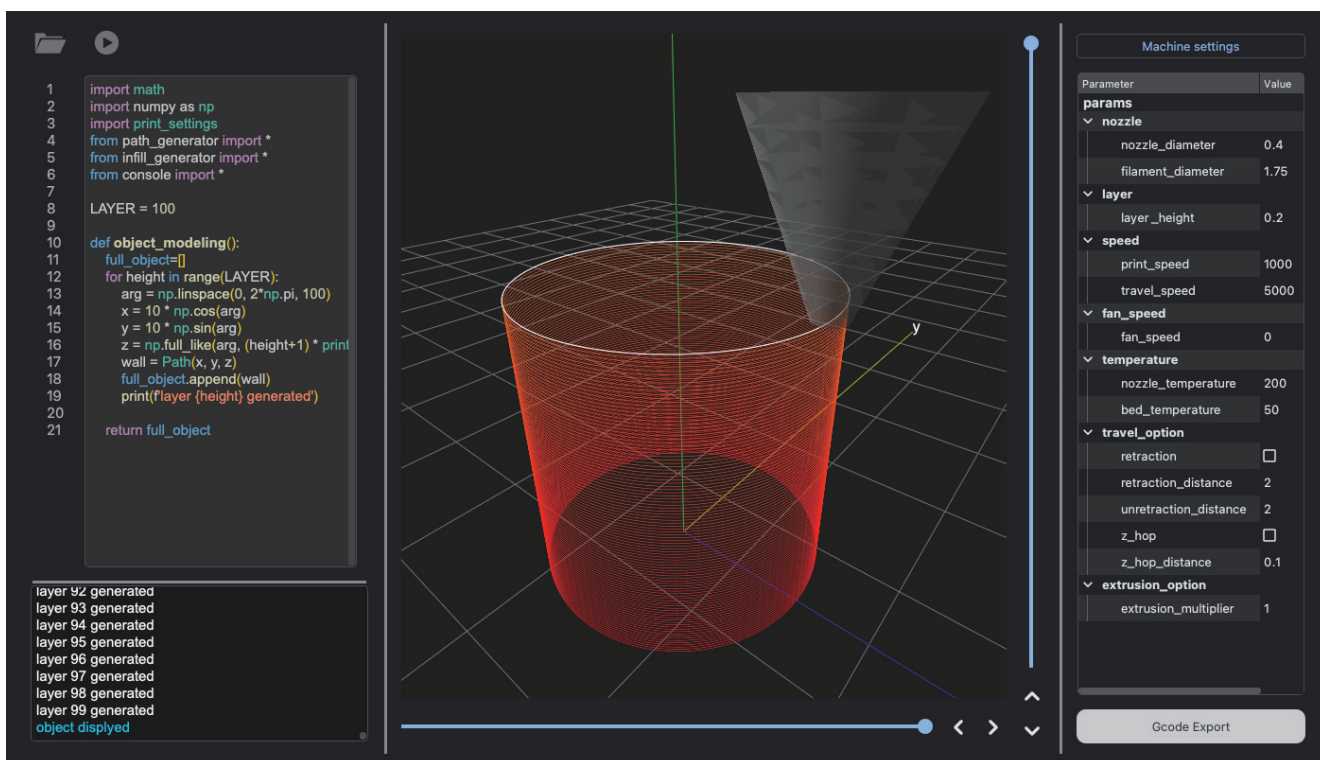 1 import math
2 import numpy as np
3 import print_settings
4 from path_generator import *
5 from infill_generator import *
6 from console import *
7
8 LAYER = 100
9
10 def object_modeling():
11 full_object=[]
12 for height in range(LAYER):
13 arg = np.linspace(0, 2*np.pi, 100)
14 x = 10 * np.cos(arg)
15 y = 10 * np.sin(arg)
16 z = np.full_like(arg, (height+1) * print
17 wall = Path(x, y, z)
18 full_object.append(wall)
19 print(f'layer {height} generated')
20
21 return full_object
layer 92 generated
layer 93 generated
layer 94 generated
layer 95 generated
layer 96 generated
layer 97 generated
layer 98 generated
layer 99 generated
object displyed
y
Machine settings
Parameter Value
params
nozzle
nozzle_diameter 0.4
filament_diameter 1.75
layer
layer_height 0.2
speed
print_speed 1000
travel_speed 5000
fan_speed
fan_speed 0
temperature
nozzle_temperature 200
bed_temperature 50
travel_option
retraction
retraction_distance 2
unretraction_distance 2
z_hop
z_hop_distance 0.1
extrusion_option
extrusion_multiplier 1
Gcode Export